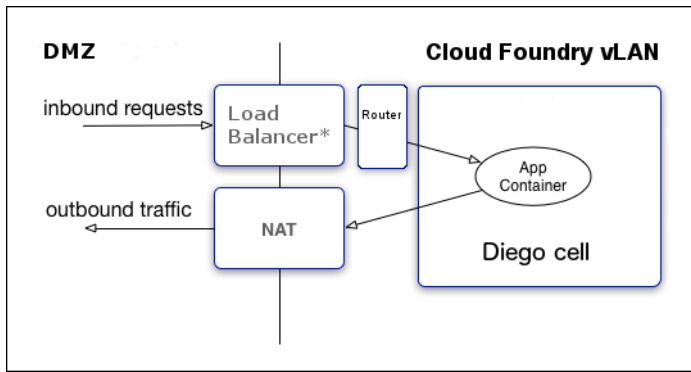 DMZ
Cloud Foundry vLAN
inbound requests
Load
Balancer*
Router
App
Container
outbound traffic
NAT
Diego cell